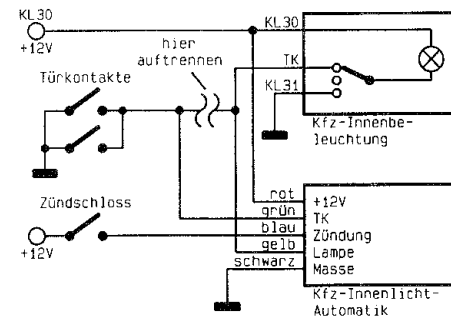 KL30
+12V
hier
auftrennen
Türkontakte
KL30
TK
KL31
Kfz-Innenbe-
leuchtung
Zündschloss
+12V
rot
grün
blau
gelb
schwarz
+12V
TK
Zündung
Lampe
Masse
Kfz-Innenlicht-
Automatik